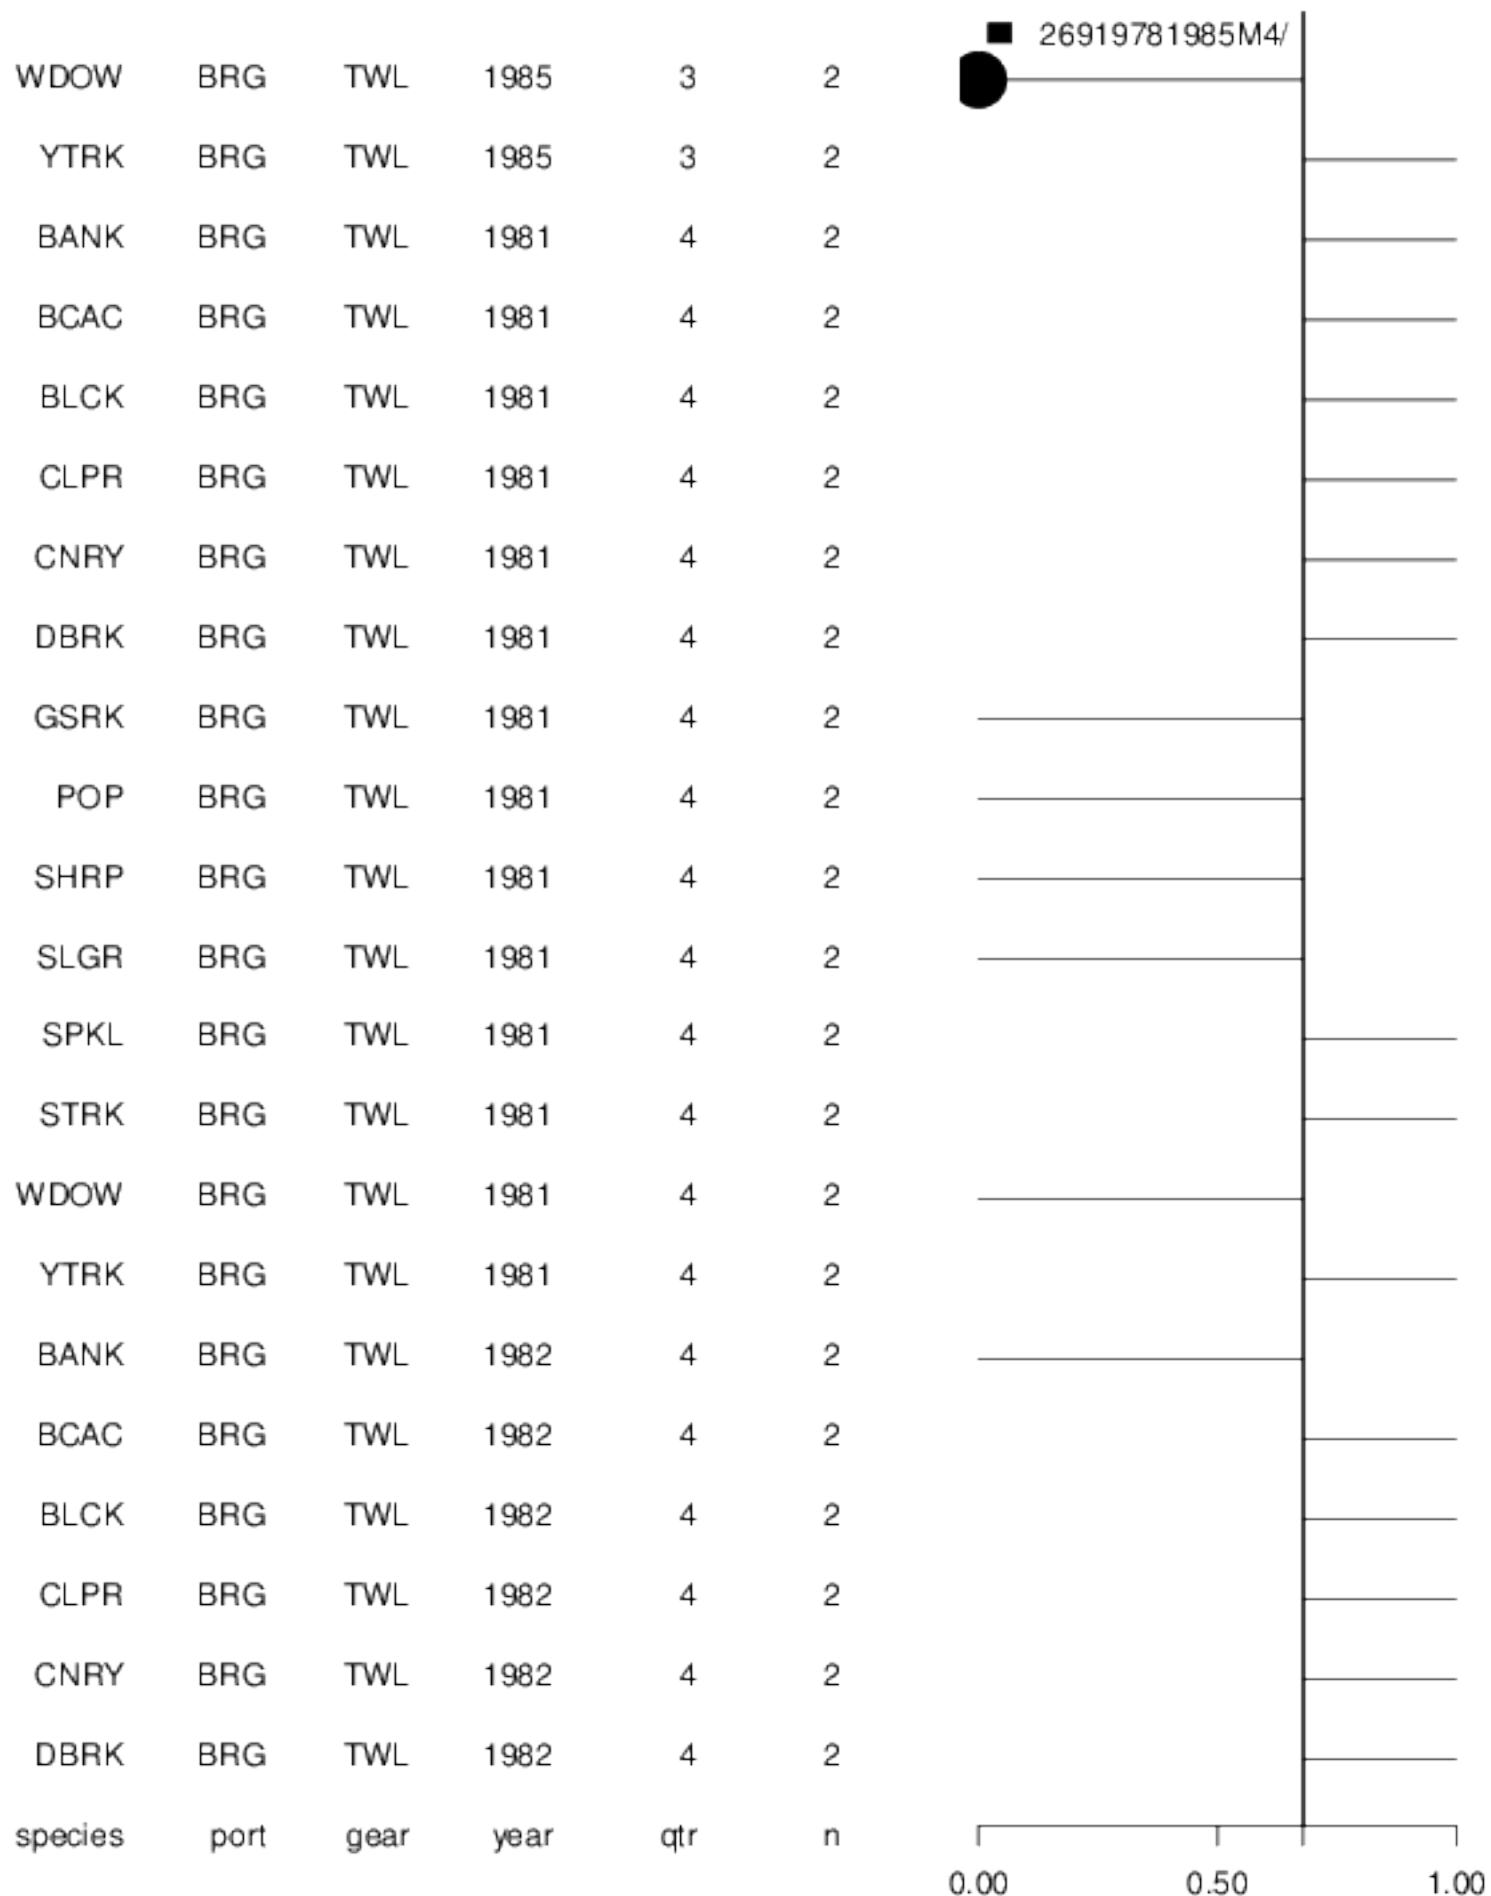 26919781985M4/
WDOW BRG TWL 1985 3 2
YTRK BRG TWL 1985 3 2
BANK BRG TWL 1981 4 2
BCAC BRG TWL 1981 4 2
BLCK BRG TWL 1981 4 2
CLPR BRG TWL 1981 4 2
CNRY BRG TWL 1981 4 2
DBRK BRG TWL 1981 4 2
GSRK BRG TWL 1981 4 2
POP BRG TWL 1981 4 2
SHRP BRG TWL 1981 4 2
SLGR BRG TWL 1981 4 2
SPKL BRG TWL 1981 4 2
STRK BRG TWL 1981 4 2
WDOW BRG TWL 1981 4 2
YTRK BRG TWL 1981 4 2
BANK BRG TWL 1982 4 2
BCAC BRG TWL 1982 4 2
BLCK BRG TWL 1982 4 2
CLPR BRG TWL 1982 4 2
CNRY BRG TWL 1982 4 2
DBRK BRG TWL 1982 4 2
species port gear year qtr n
0.00 0.50 1.00